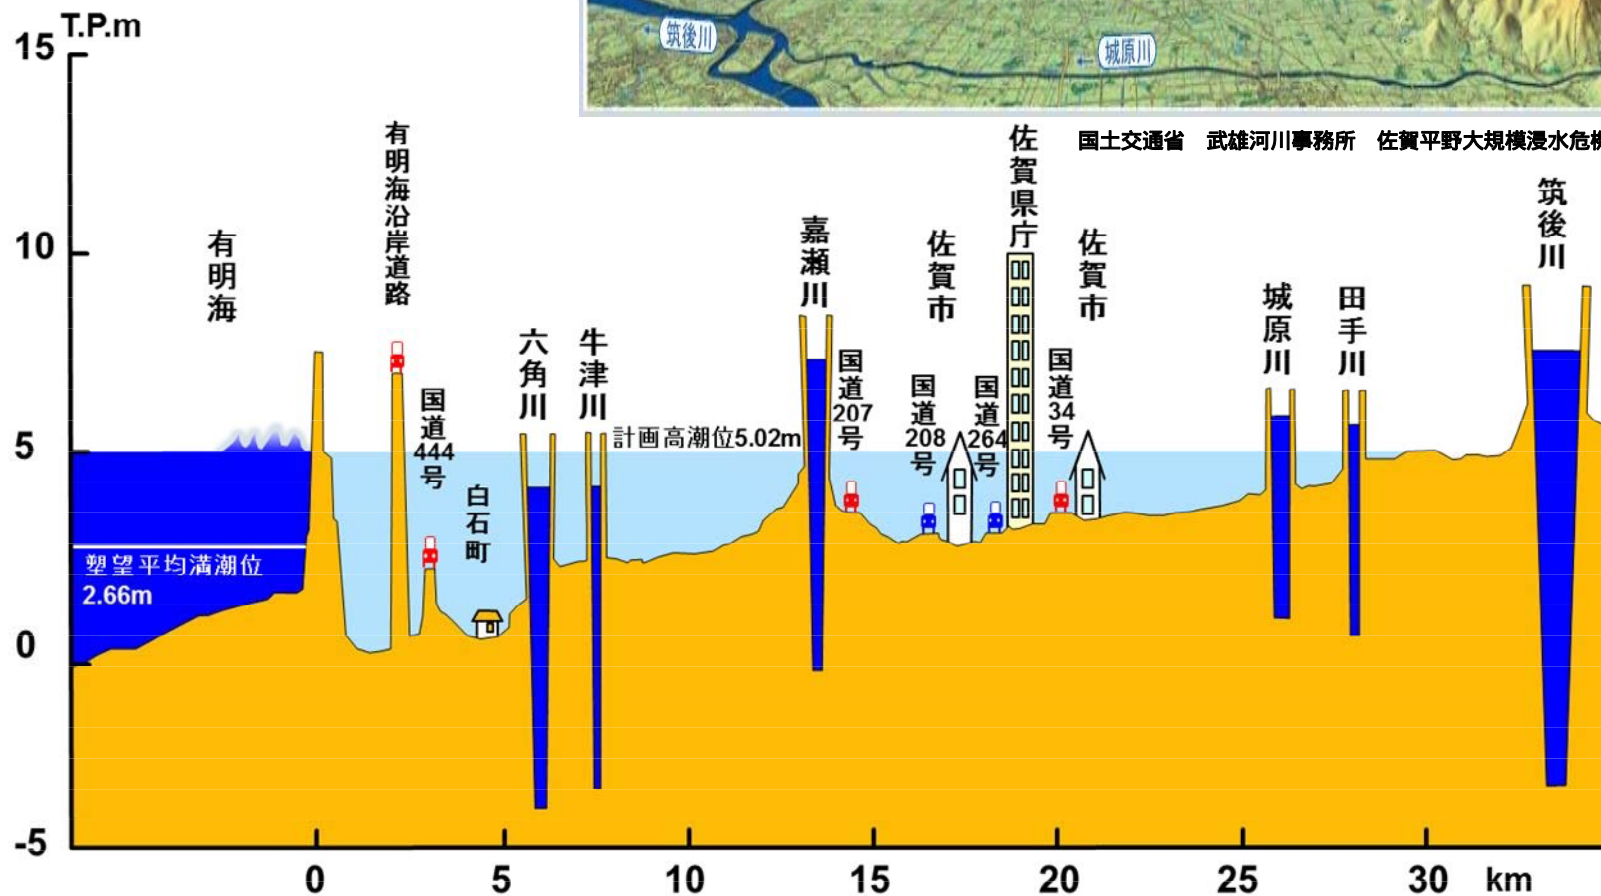 T.P.m
筑後川
城原川
国土交通省 武雄河川事務所 佐賀平野大規模浸水危機
15
10
5
0
-5
有明海
有明海沿岸道路
国道444号
白石町
六角川
牛津川
計画高潮位5.02m
嘉瀬川
国道207号
国道208号
佐賀市
国道264号
佐賀県庁
国道34号
佐賀市
城原川
田手川
筑後川
塑望平均満潮位
2.66m
0
5
10
15
20
25
30
km